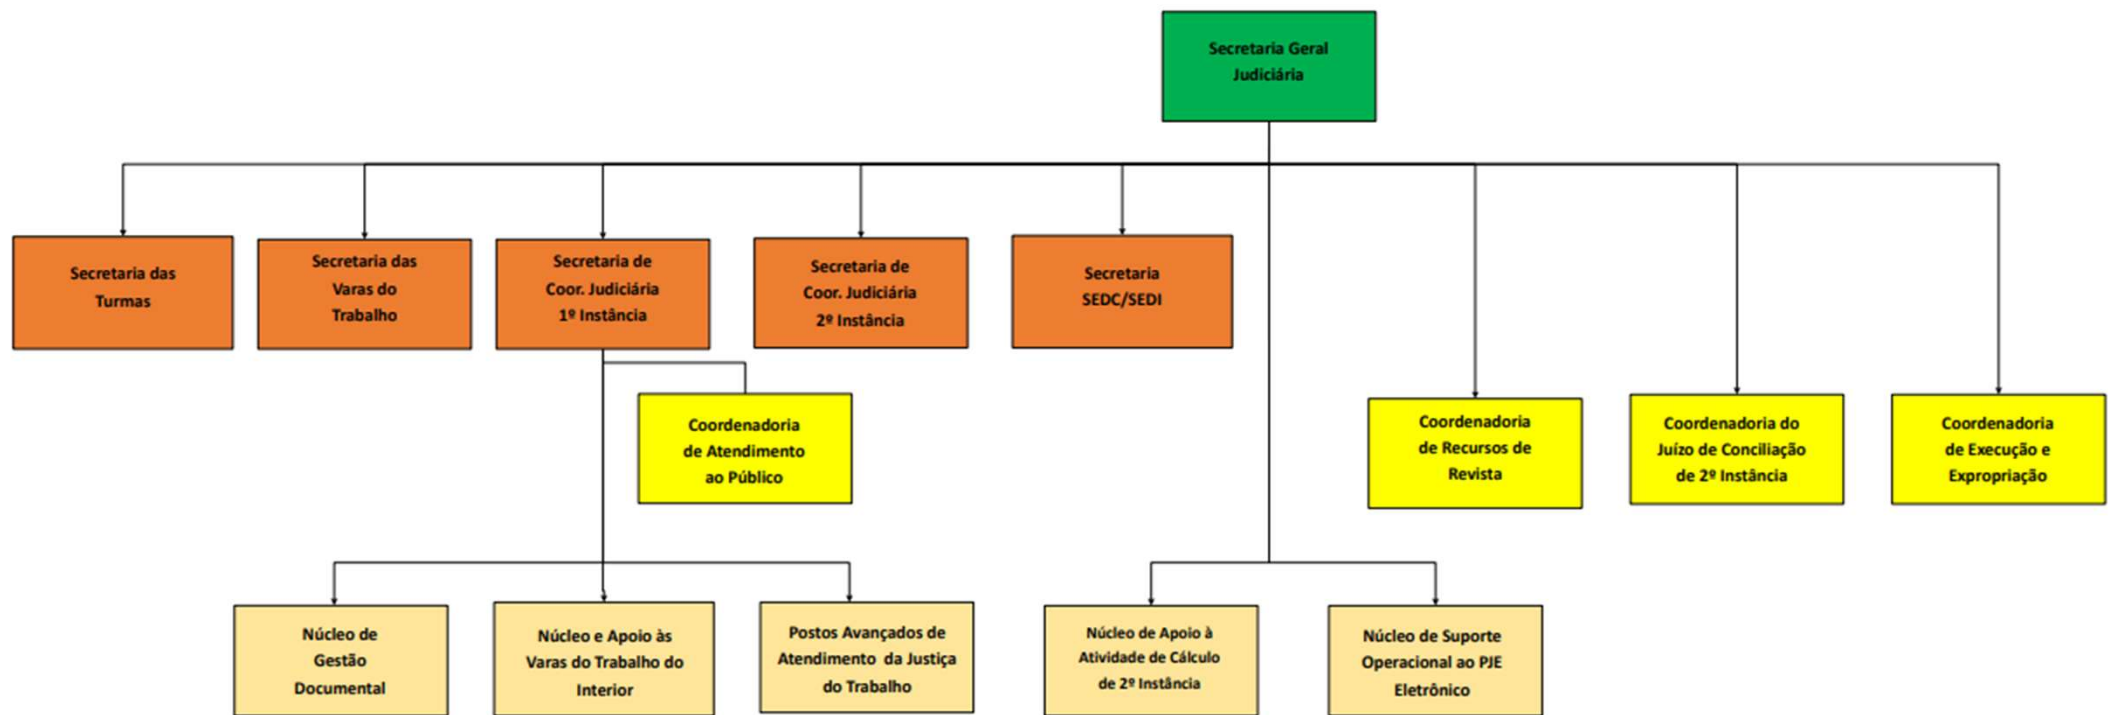 Secretaria Geral
Judiciária
Secretaria das
Turmas
Secretaria das
Varas do
Trabalho
Secretaria de
Coor. Judiciária
1º Instância
Secretaria de
Coor. Judiciária
2º Instância
Secretaria
SEDC/SEDI
Coordenadoria
de Atendimento
ao Público
Coordenadoria
de Recursos de
Revista
Coordenadoria do
Juízo de Conciliação
de 2º Instância
Coordenadoria
de Execução e
Expropriação
Núcleo de
Gestão
Documental
Núcleo e Apoio às
Varas do Trabalho do
Interior
Postos Avançados de
Atendimento da Justiça
do Trabalho
Núcleo de Apoio à
Atividade de Cálculo
de 2º Instância
Núcleo de Suporte
Operacional ao PJE
Eletrônico